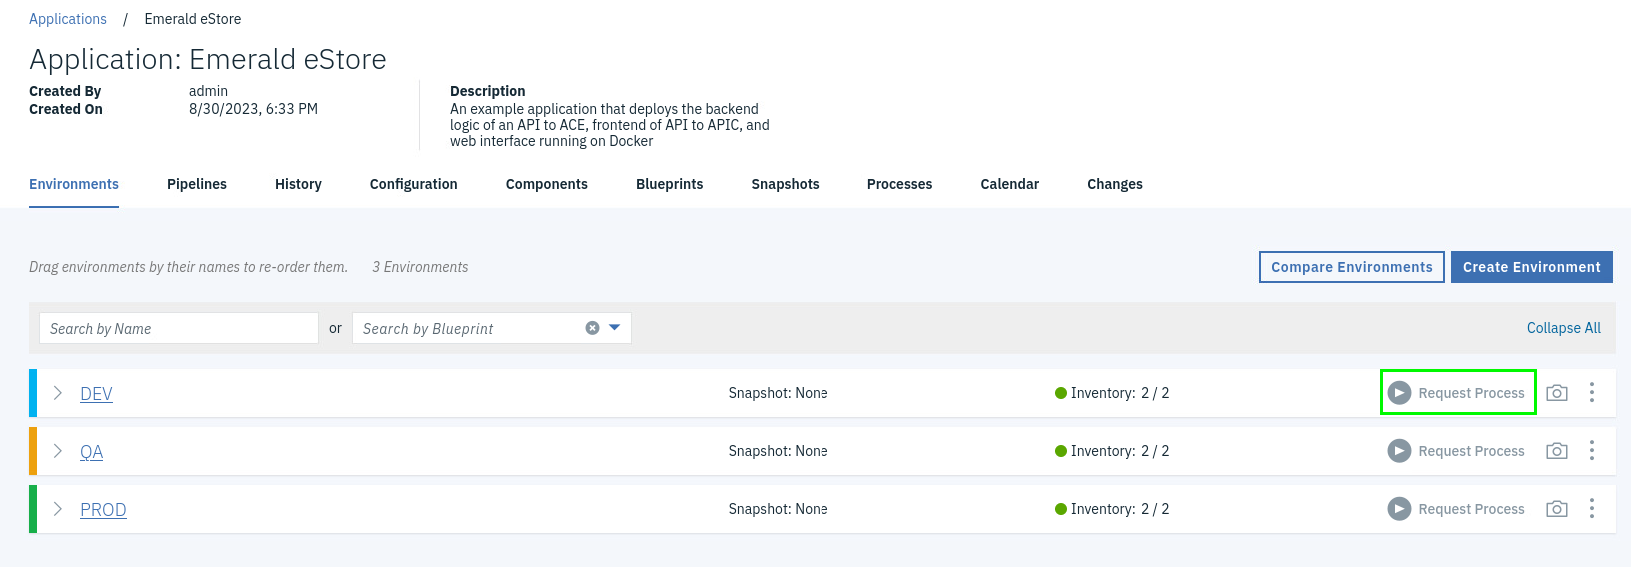 Applications / Emerald eStore
Application: Emerald eStore
Created By admin
Created On 8/30/2023, 6:33 PM
Description
An example application that deploys the backend
logic of an API to ACE, frontend of API to APIC, and
web interface running on Docker
Environments Pipelines History Configuration Components Blueprints Snapshots Processes Calendar Changes
Drag environments by their names to re-order them. 3 Environments Compare Environments Create Environment
Search by Name or Search by Blueprint Collapse All
DEV Snapshot: None Inventory: 2 / 2 Request Process
QA Snapshot: None Inventory: 2 / 2 Request Process
PROD Snapshot: None Inventory: 2 / 2 Request Process